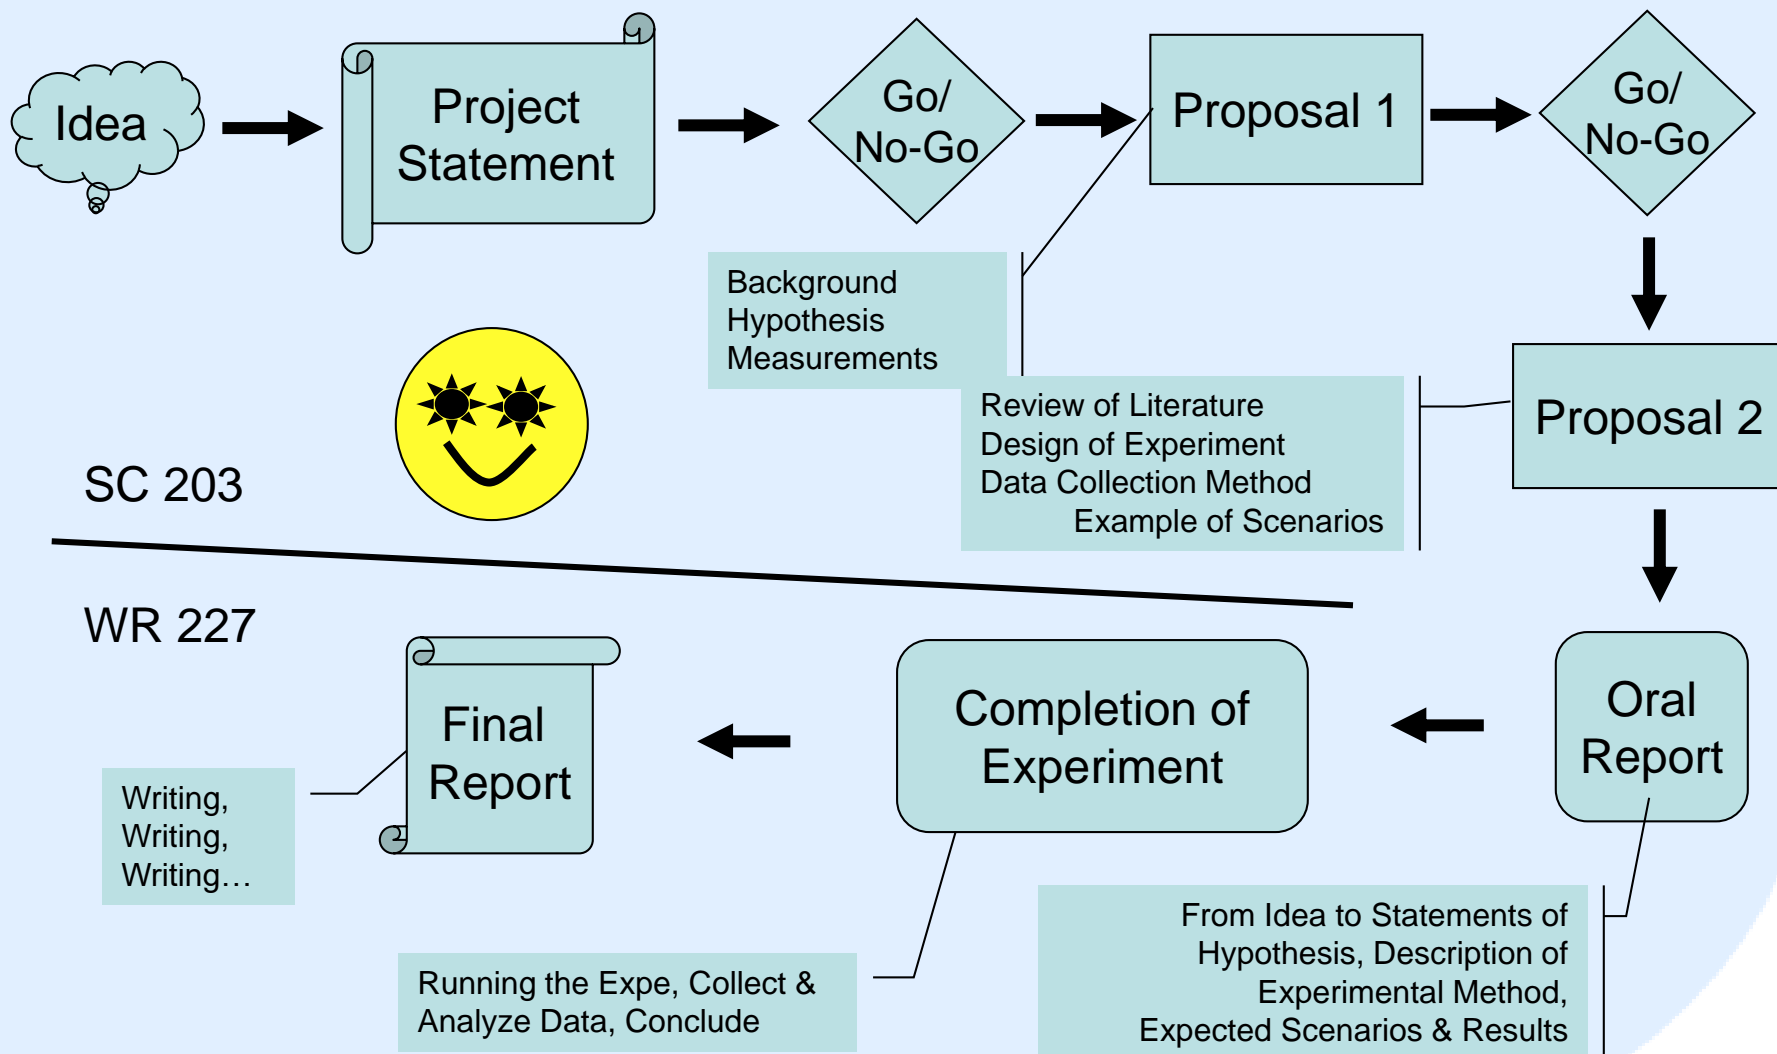 Idea
Project
Statement
Go/
No-Go
Proposal 1
Go/
No-Go
Background
Hypothesis
Measurements
Review of Literature
Design of Experiment
Data Collection Method
Example of Scenarios
Proposal 2
SC 203
WR 227
Oral
Report
Completion of
Experiment
Final
Report
Writing,
Writing,
Writing…
Running the Expe, Collect &
Analyze Data, Conclude
From Idea to Statements of
Hypothesis, Description of
Experimental Method,
Expected Scenarios & Results